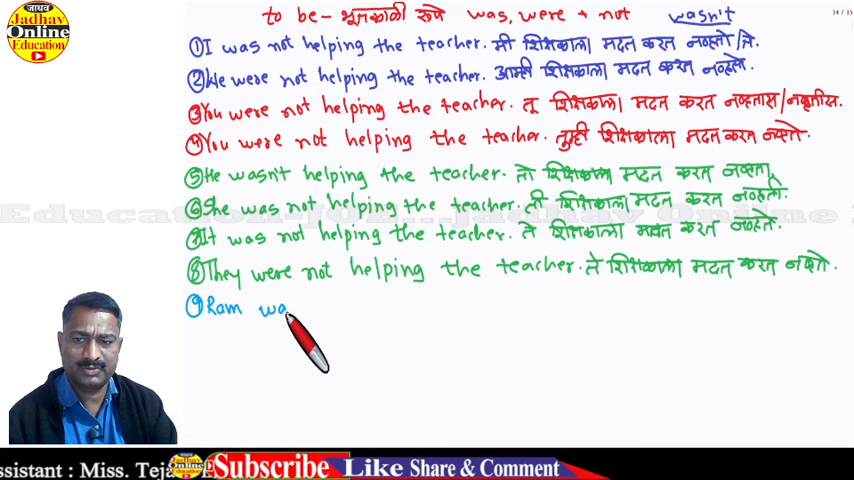 जाधव
Jadhav
Online
Education
to be - भूतकाळी रूपे was, were + not wasn't
14 / 15
① I was not helping the teacher. मी शिक्षकाला मदत करत नव्हतो/ते.
② We were not helping the teacher. आम्ही शिक्षकाला मदत करत नव्हतो.
③ You were not helping the teacher. तू शिक्षकाला मदत करत नव्हतास/नव्हतीस.
④ You were not helping the teacher. तुम्ही शिक्षकाला मदत करत नव्हते.
⑤ He wasn't helping the teacher. तो शिक्षकाला मदत करत नव्हता.
⑥ She was not helping the teacher. ती शिक्षकाला मदत करत नव्हती.
⑦ It was not helping the teacher. ते शिक्षकाला मदत करत नव्हते.
⑧ They were not helping the teacher. ते शिक्षकाला मदत करत नव्हते.
⑨ Ram wa
ssistant : Miss. Teja
Jadhav Online Education
Subscribe Like Share & Comment